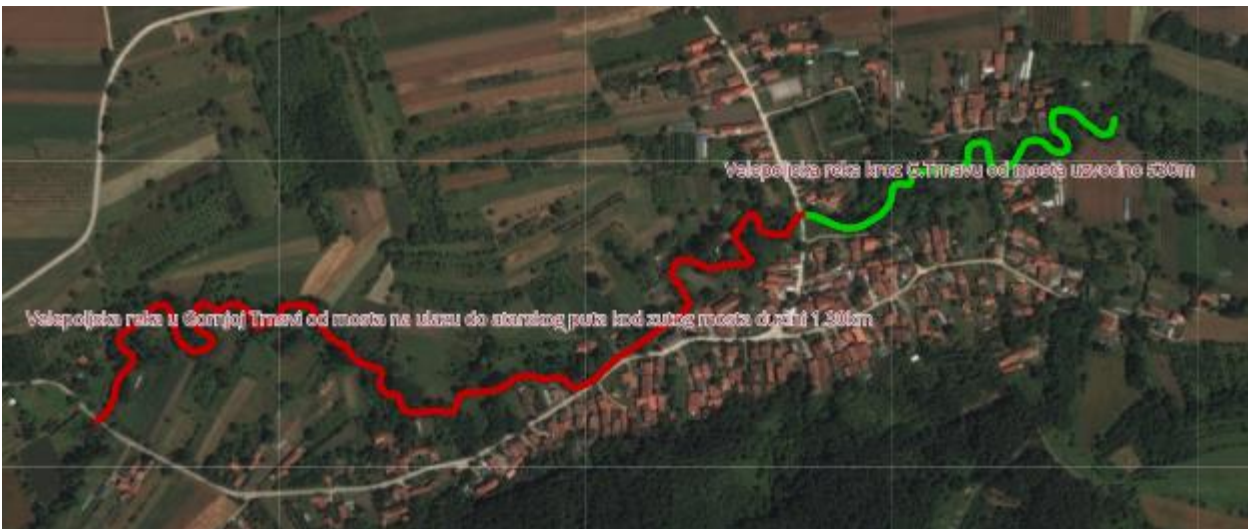 Velepoljska reka kroz G Trnavu od mosta uzvodno 530m
Velepoljska reka u Gornjoj Trnavi od mosta na ulazu do atarskog puta kod zutog mosta duzini 1.30km